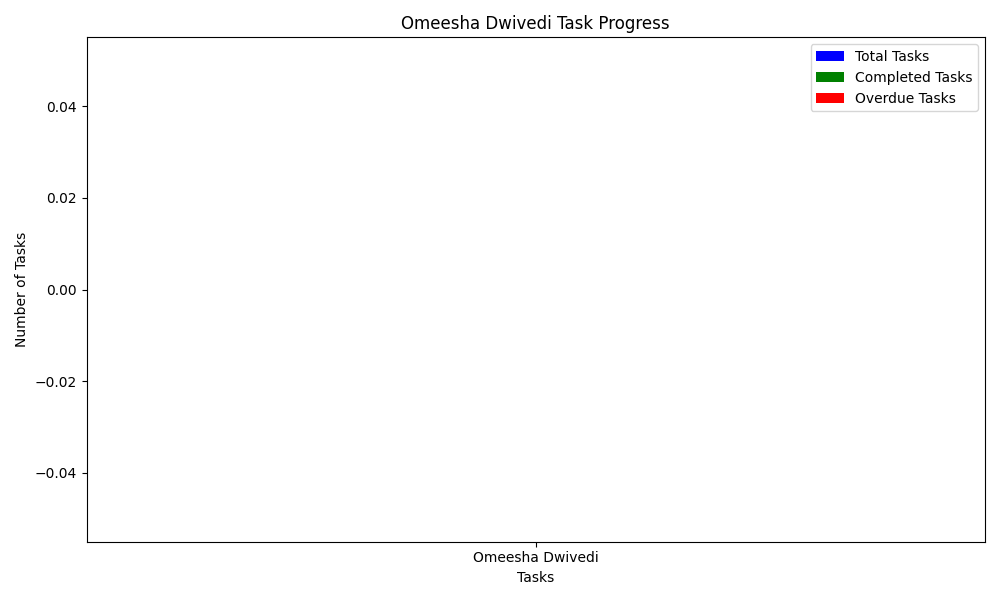 Omeesha Dwivedi Task Progress
Total Tasks
Completed Tasks
Overdue Tasks
Number of Tasks
0.04
0.02
0.00
−0.02
−0.04
Omeesha Dwivedi
Tasks